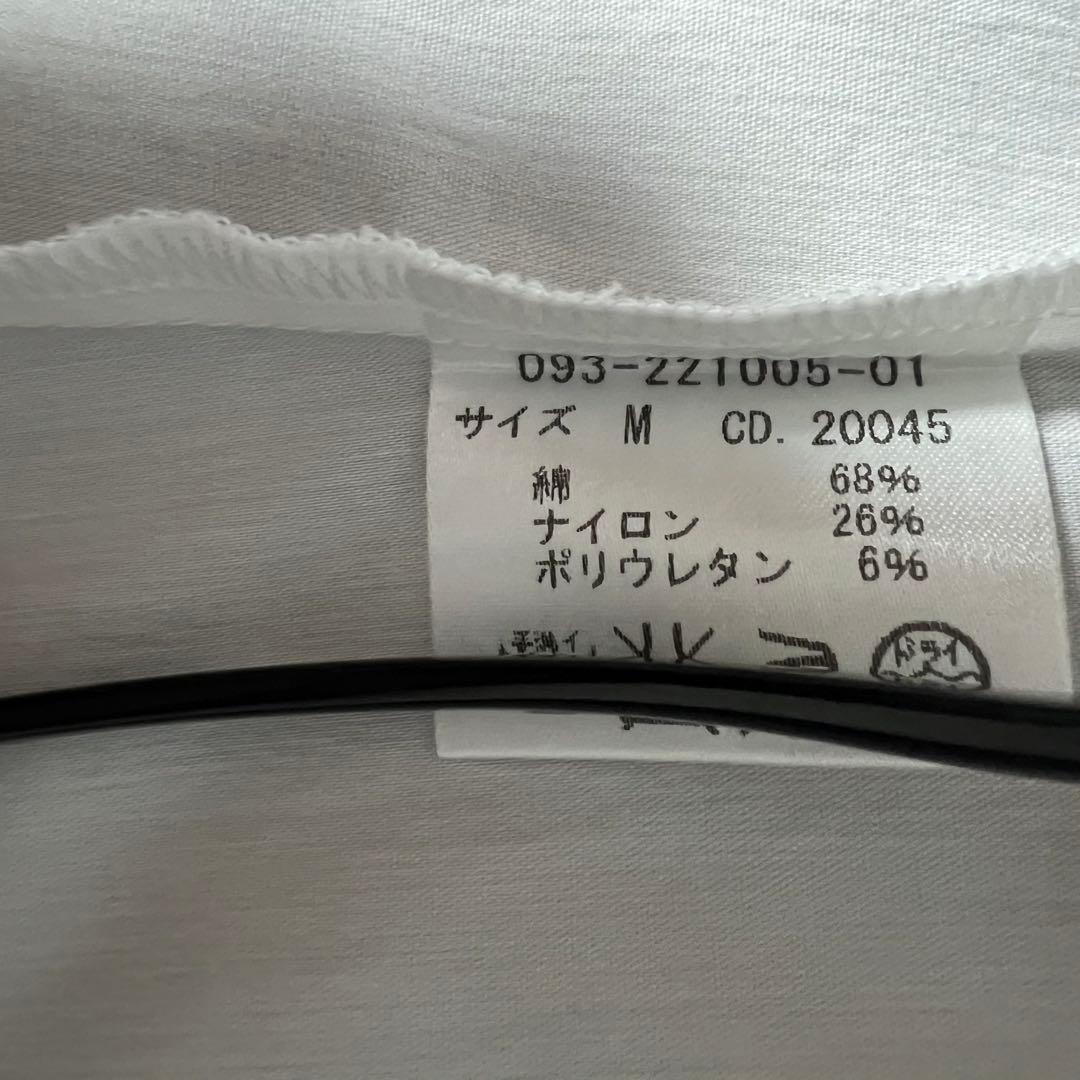 093-221005-01
サイズ M CD. 20045
綿 68%
ナイロン 26%
ポリウレタン 6%
ドライ